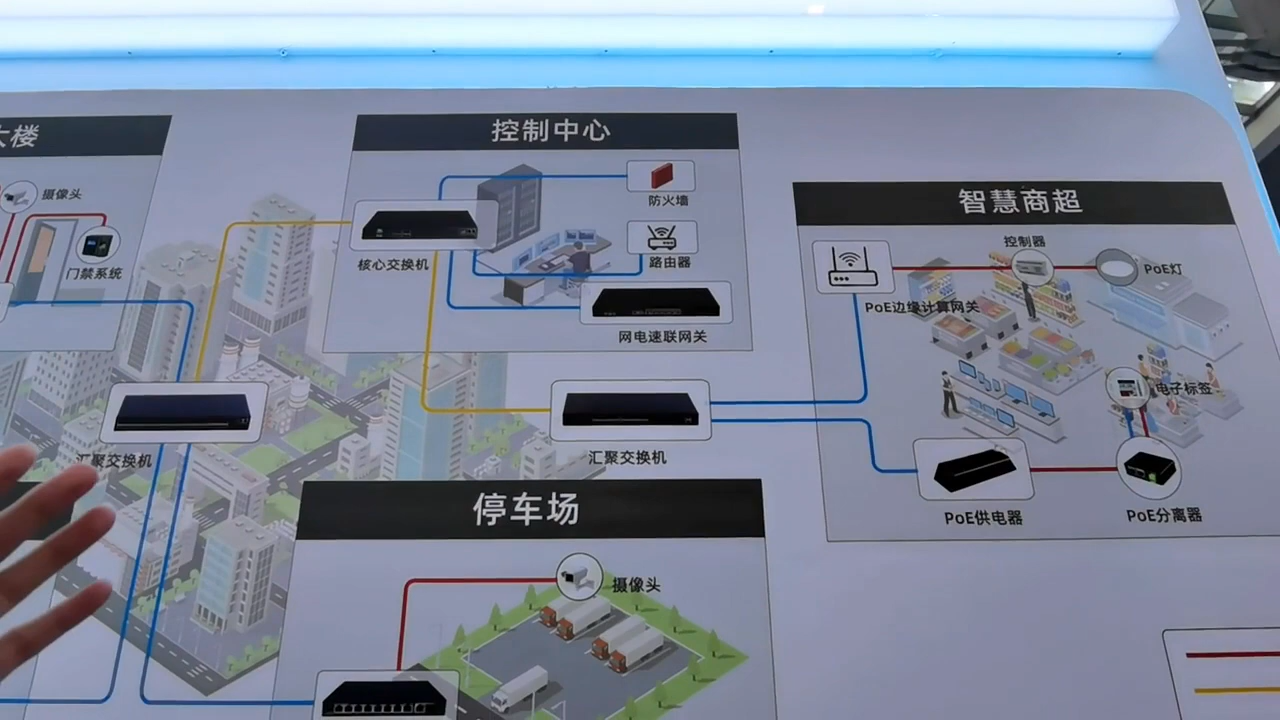 大楼
摄像头
门禁系统
汇聚交换机
控制中心
防火墙
核心交换机
路由器
网电速联网关
汇聚交换机
智慧商超
控制器
PoE灯
PoE边缘计算网关
电子标签
PoE供电器
PoE分离器
停车场
摄像头